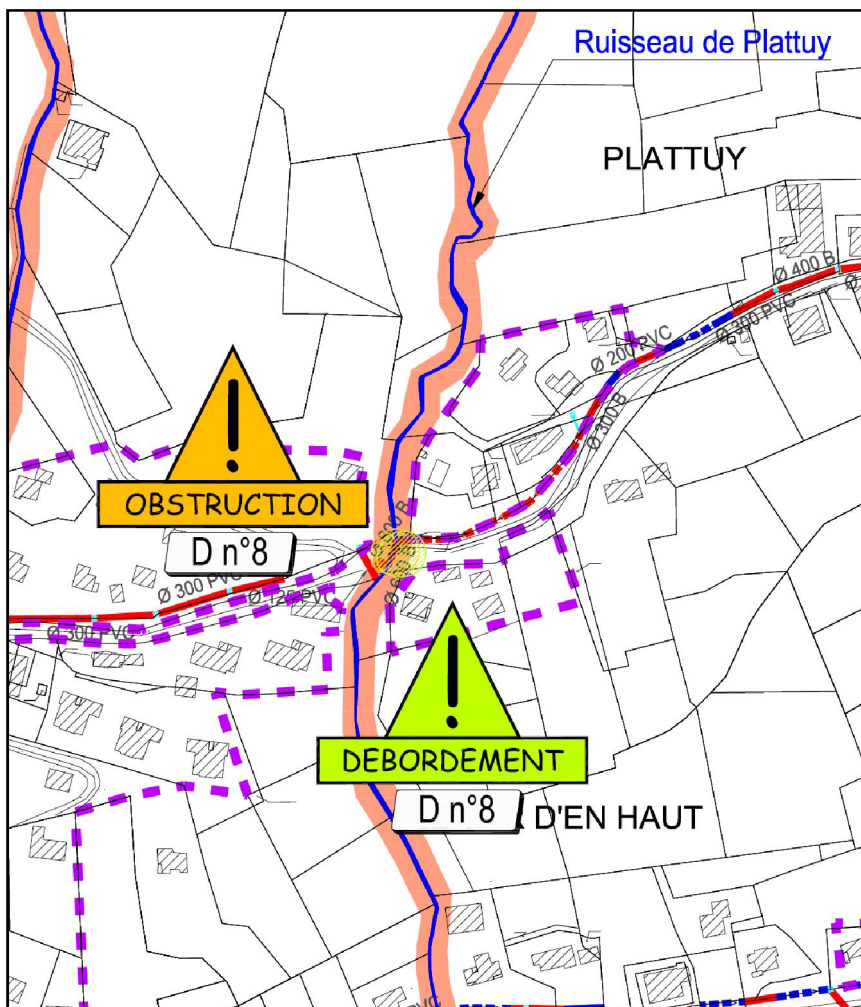 Ruisseau de Plattuy
PLATTUY
Ø 400 B
Ø 300 PVC
Ø
Ø 200 PVC
Ø 300 B
OBSTRUCTION
D n°8
Ø 300 PVC
Ø 300 PVC
DEBORDEMENT
D n°8
D'EN HAUT